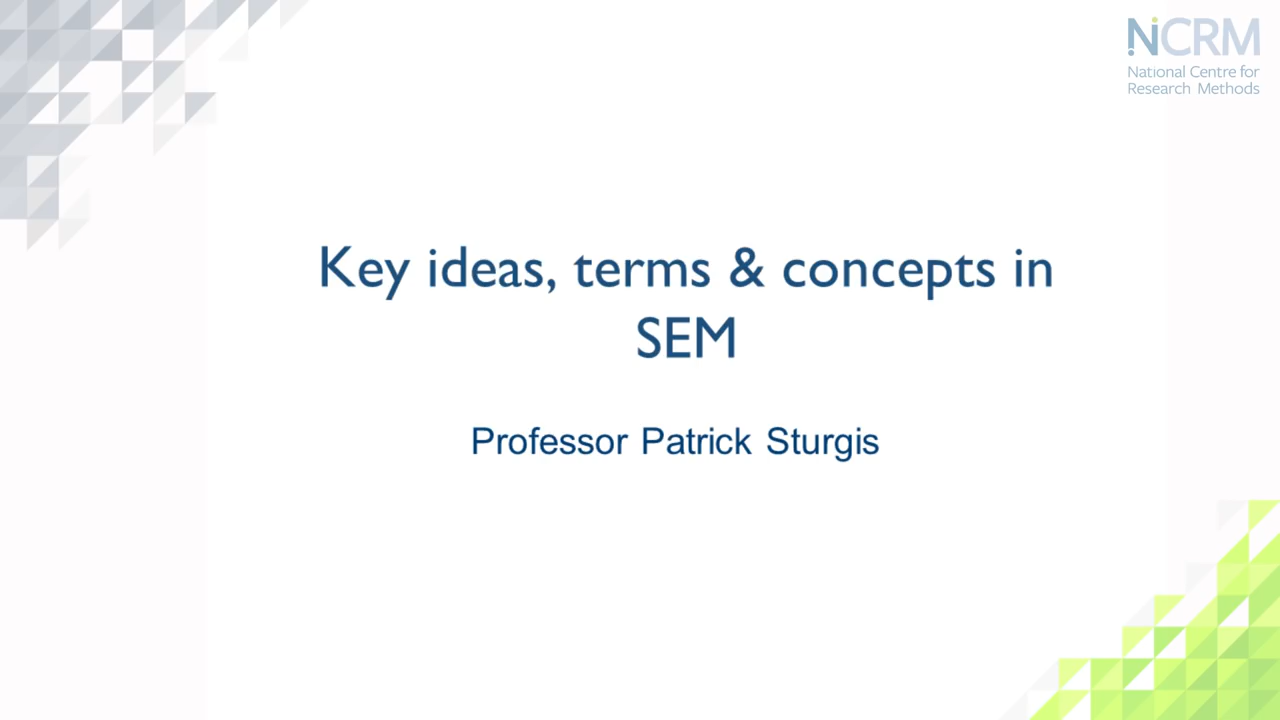 NCRM
National Centre for
Research Methods
Key ideas, terms & concepts in
SEM
Professor Patrick Sturgis